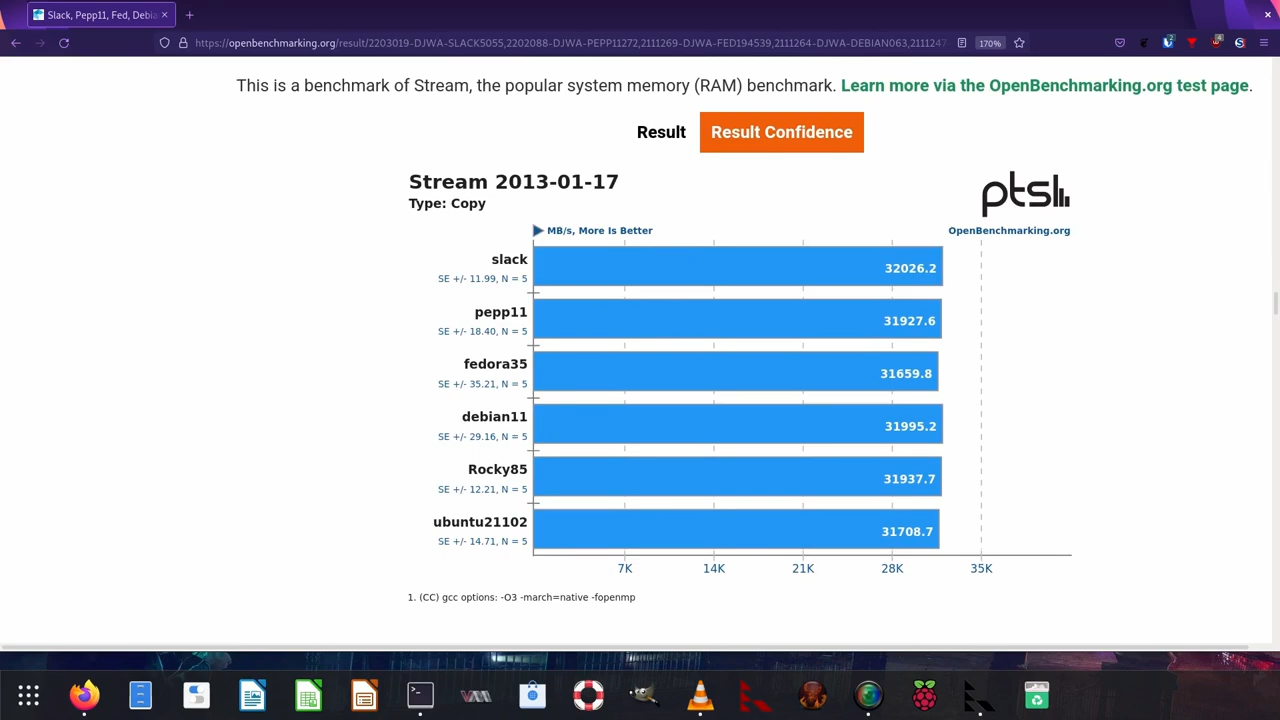 Slack, Pepp11, Fed, Debia
https://openbenchmarking.org/result/2203019-DJWA-SLACK5055,2202088-DJWA-PEPP11272,2111269-DJWA-FED194539,2111264-DJWA-DEBIAN063,2111247
170%
2
4
This is a benchmark of Stream, the popular system memory (RAM) benchmark. Learn more via the OpenBenchmarking.org test page.
Result Result Confidence
Stream 2013-01-17
Type: Copy
ptsl
MB/s, More Is Better
OpenBenchmarking.org
slack
SE +/- 11.99, N = 5
32026.2
pepp11
SE +/- 18.40, N = 5
31927.6
fedora35
SE +/- 35.21, N = 5
31659.8
debian11
SE +/- 29.16, N = 5
31995.2
Rocky85
SE +/- 12.21, N = 5
31937.7
ubuntu21102
SE +/- 14.71, N = 5
31708.7
7K 14K 21K 28K 35K
1. (CC) gcc options: -O3 -march=native -fopenmp